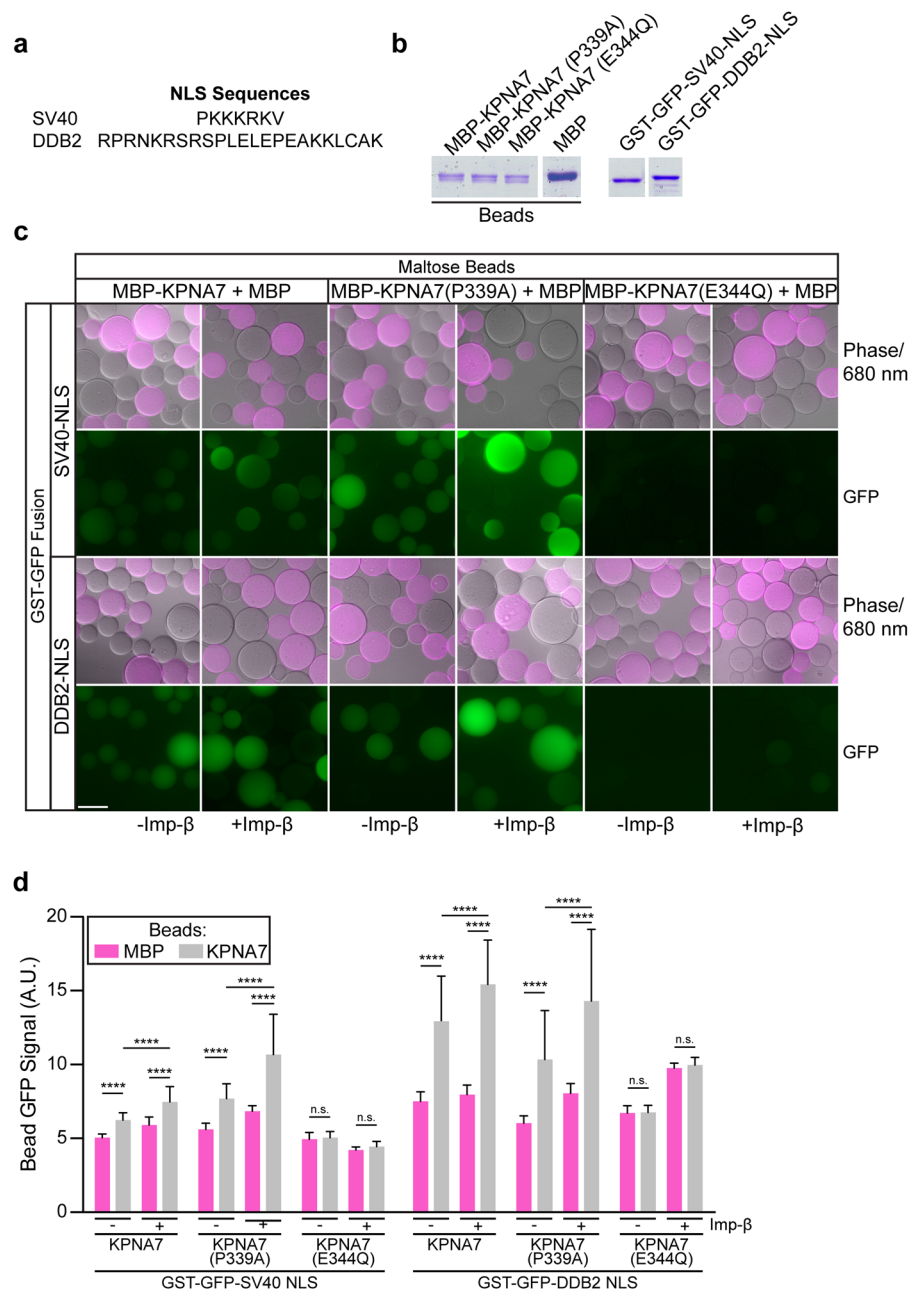 a
NLS Sequences
SV40 PKKKRKV
DDB2 RPRNKRSRSPLELEPEAKKLCAK
b
MBP-KPNA7
MBP-KPNA7 (P339A)
MBP-KPNA7 (E344Q)
MBP
GST-GFP-SV40-NLS
GST-GFP-DDB2-NLS
Beads
c
Maltose Beads
MBP-KPNA7 + MBP MBP-KPNA7(P339A) + MBP MBP-KPNA7(E344Q) + MBP
GST-GFP Fusion
SV40-NLS
Phase/
680 nm
GFP
DDB2-NLS
Phase/
680 nm
GFP
-Imp-β +Imp-β -Imp-β +Imp-β -Imp-β +Imp-β
d
Bead GFP Signal (A.U.)
20
15
10
5
0
Beads:
MBP KPNA7
**** **** ****
**** **** ****
n.s. n.s.
**** **** ****
**** **** ****
n.s. n.s.
- + - + - + - + - + - + Imp-β
KPNA7 KPNA7 KPNA7 KPNA7 KPNA7 KPNA7
(P339A) (E344Q) (P339A) (E344Q)
GST-GFP-SV40 NLS GST-GFP-DDB2 NLS